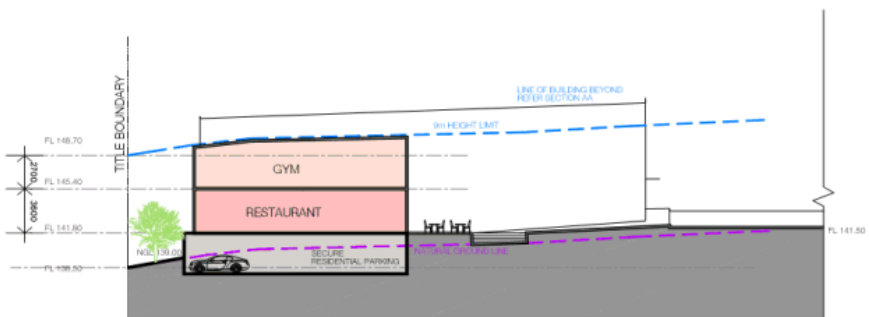 LINE OF BUILDING BEYOND
REFER SECTION AA
9m HEIGHT LIMIT
TITLE BOUNDARY
FL 148.70
2700
GYM
FL 145.40
3600
RESTAURANT
FL 141.80
FL 141.50
NGL 139.00
SECURE
RESIDENTIAL PARKING
NATURAL GROUND LINE
FL 138.50